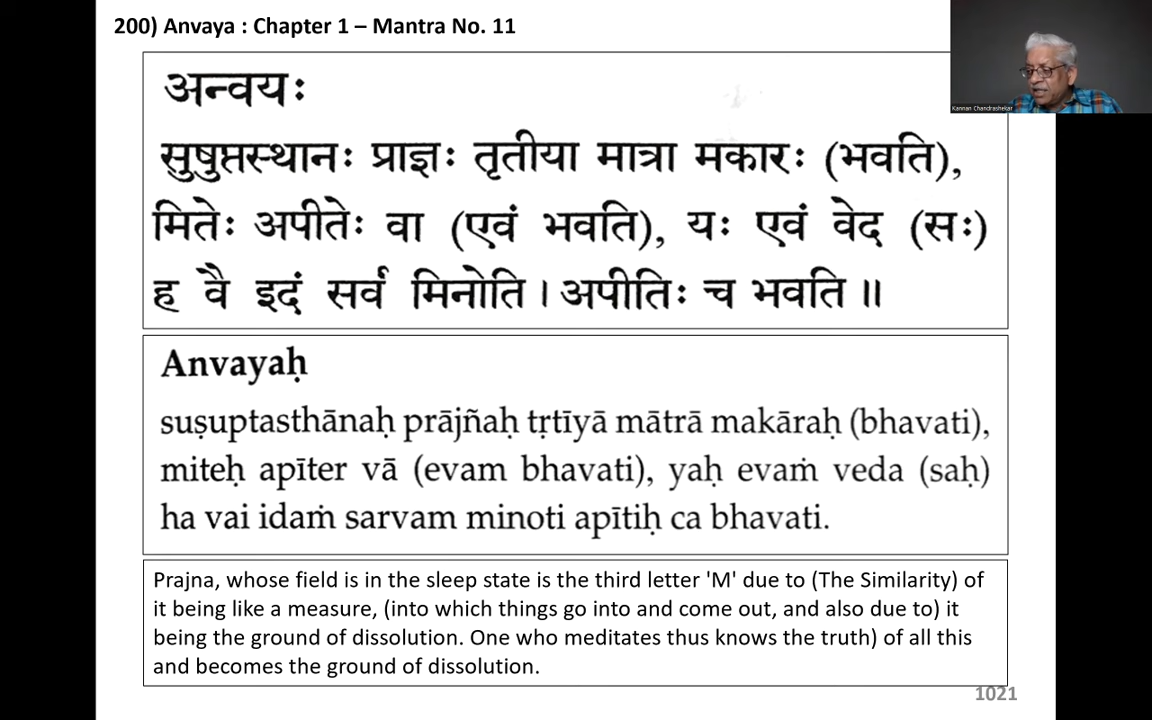 200) Anvaya : Chapter 1 – Mantra No. 11
Kannan Chandrashekar
अन्वयः
सुषुप्तस्थानः प्राज्ञः तृतीया मात्रा मकारः (भवति),
मितेः अपीतेः वा (एवं भवति), यः एवं वेद (सः)
ह वै इदं सर्वं मिनोति । अपीतिः च भवति ॥
Anvayaḥ
suṣuptasthānaḥ prājñaḥ tṛtīyā mātrā makāraḥ (bhavati),
miteḥ apīter vā (evam bhavati), yaḥ evaṁ veda (saḥ)
ha vai idaṁ sarvam minoti apītiḥ ca bhavati.
Prajna, whose field is in the sleep state is the third letter 'M' due to (The Similarity) of
it being like a measure, (into which things go into and come out, and also due to) it
being the ground of dissolution. One who meditates thus knows the truth) of all this
and becomes the ground of dissolution.
1021